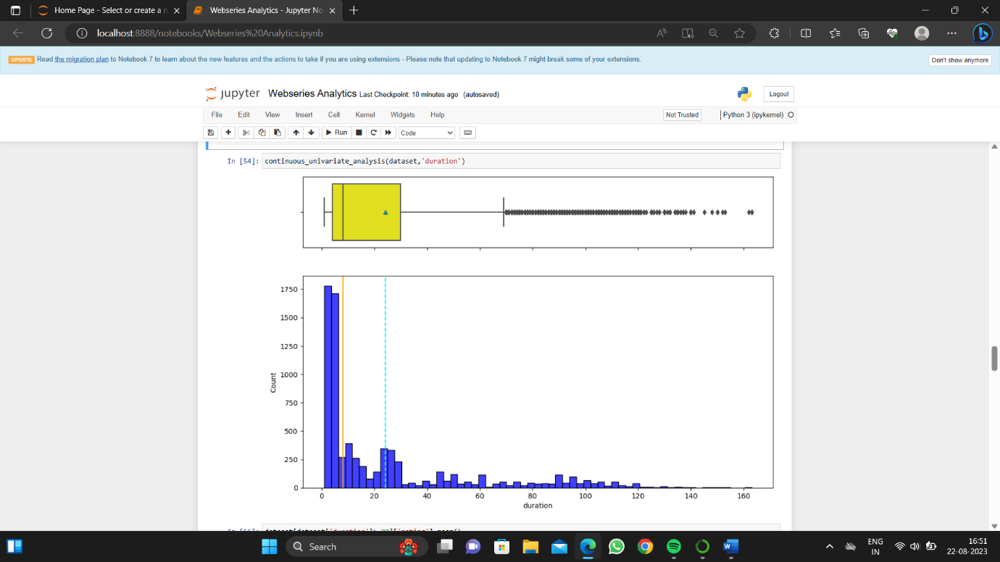 Home Page - Select or create a n
Webseries Analytics - Jupyter No
localhost:8888/notebooks/Webseries%20Analytics.ipynb
UPDATE Read the migration plan to Notebook 7 to learn about the new features and the actions to take if you are using extensions - Please note that updating to Notebook 7 might break some of your extensions.
Don't show anymore
jupyter Webseries Analytics Last Checkpoint: 10 minutes ago (autosaved)
Logout
File Edit View Insert Cell Kernel Widgets Help
Not Trusted
Python 3 (ipykernel)
Run
Code
In [54]: continuous_univariate_analysis(dataset,'duration')
1750
1500
1250
1000
750
500
250
0
Count
0 20 40 60 80 100 120 140 160
duration
Search
ENG
IN
16:51
22-08-2023